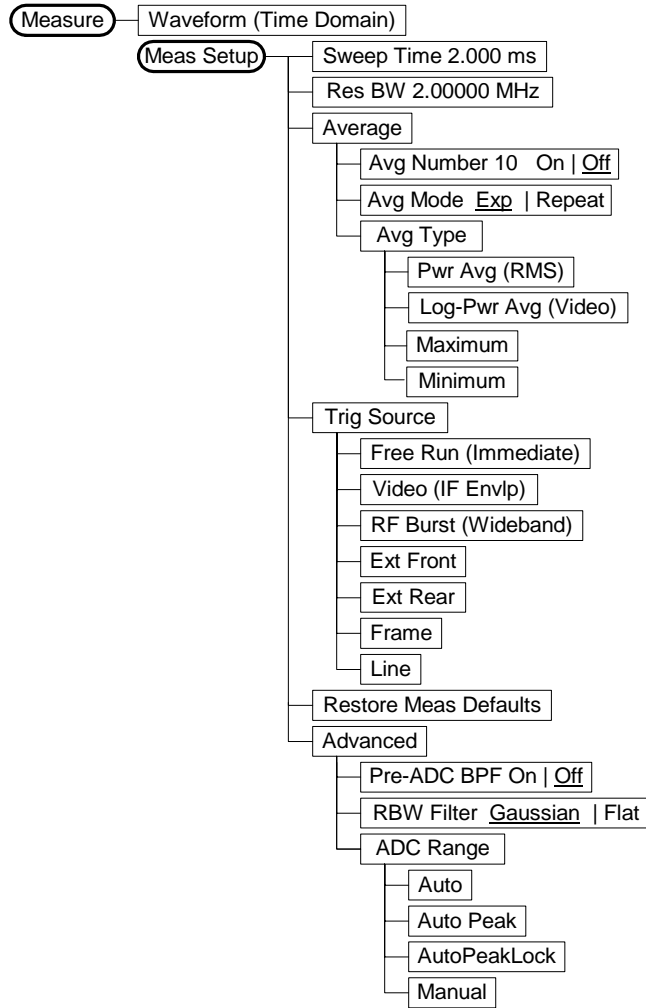 Measure
Waveform (Time Domain)
Meas Setup
Sweep Time 2.000 ms
Res BW 2.00000 MHz
Average
Avg Number 10 On | Off
Avg Mode Exp | Repeat
Avg Type
Pwr Avg (RMS)
Log-Pwr Avg (Video)
Maximum
Minimum
Trig Source
Free Run (Immediate)
Video (IF Envlp)
RF Burst (Wideband)
Ext Front
Ext Rear
Frame
Line
Restore Meas Defaults
Advanced
Pre-ADC BPF On | Off
RBW Filter Gaussian | Flat
ADC Range
Auto
Auto Peak
AutoPeakLock
Manual